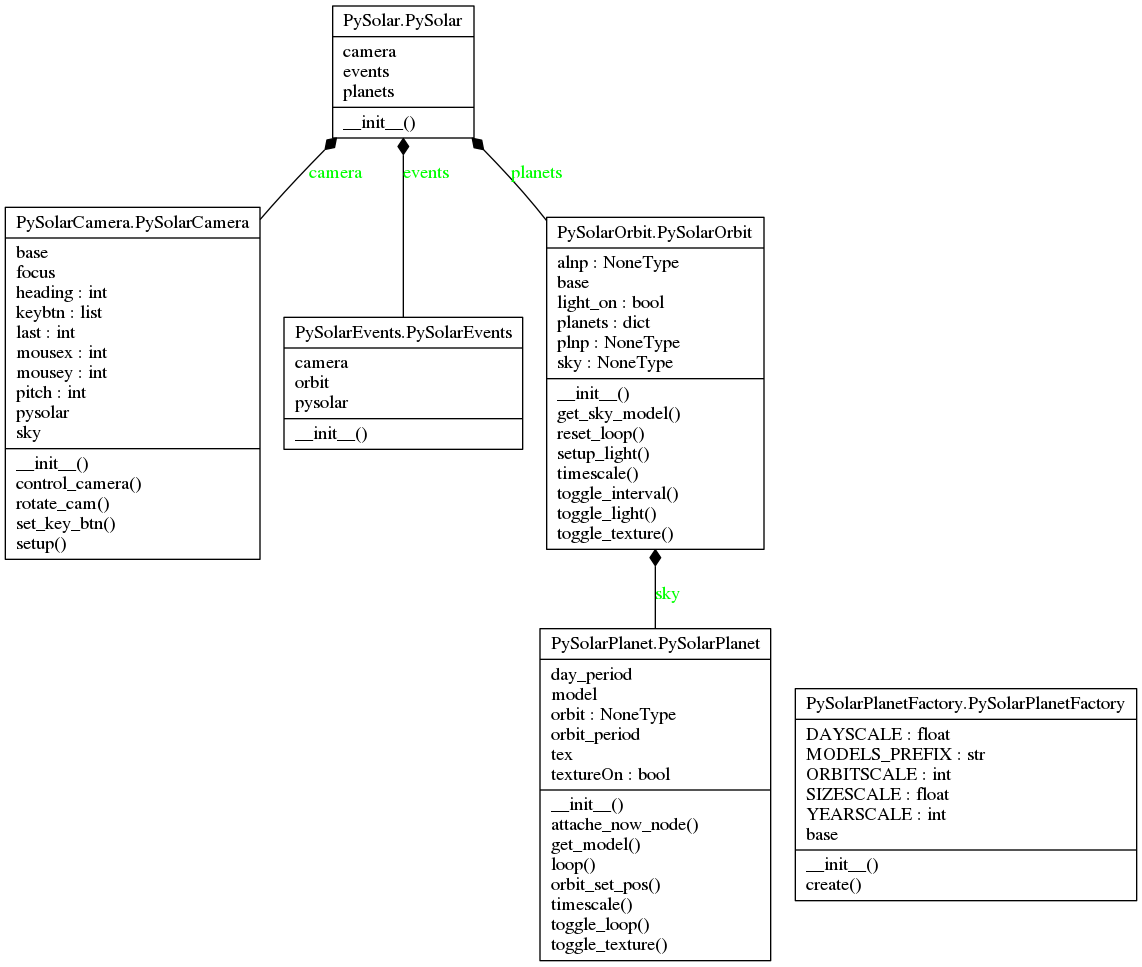 PySolar.PySolar
camera
events
planets
__init__()
camera
events
planets
PySolarCamera.PySolarCamera
base
focus
heading : int
keybtn : list
last : int
mousex : int
mousey : int
pitch : int
pysolar
sky
__init__()
control_camera()
rotate_cam()
set_key_btn()
setup()
PySolarEvents.PySolarEvents
camera
orbit
pysolar
__init__()
PySolarOrbit.PySolarOrbit
alnp : NoneType
base
light_on : bool
planets : dict
plnp : NoneType
sky : NoneType
__init__()
get_sky_model()
reset_loop()
setup_light()
timescale()
toggle_interval()
toggle_light()
toggle_texture()
sky
PySolarPlanet.PySolarPlanet
day_period
model
orbit : NoneType
orbit_period
tex
textureOn : bool
__init__()
attache_now_node()
get_model()
loop()
orbit_set_pos()
timescale()
toggle_loop()
toggle_texture()
PySolarPlanetFactory.PySolarPlanetFactory
DAYSCALE : float
MODELS_PREFIX : str
ORBITSCALE : int
SIZESCALE : float
YEARSCALE : int
base
__init__()
create()